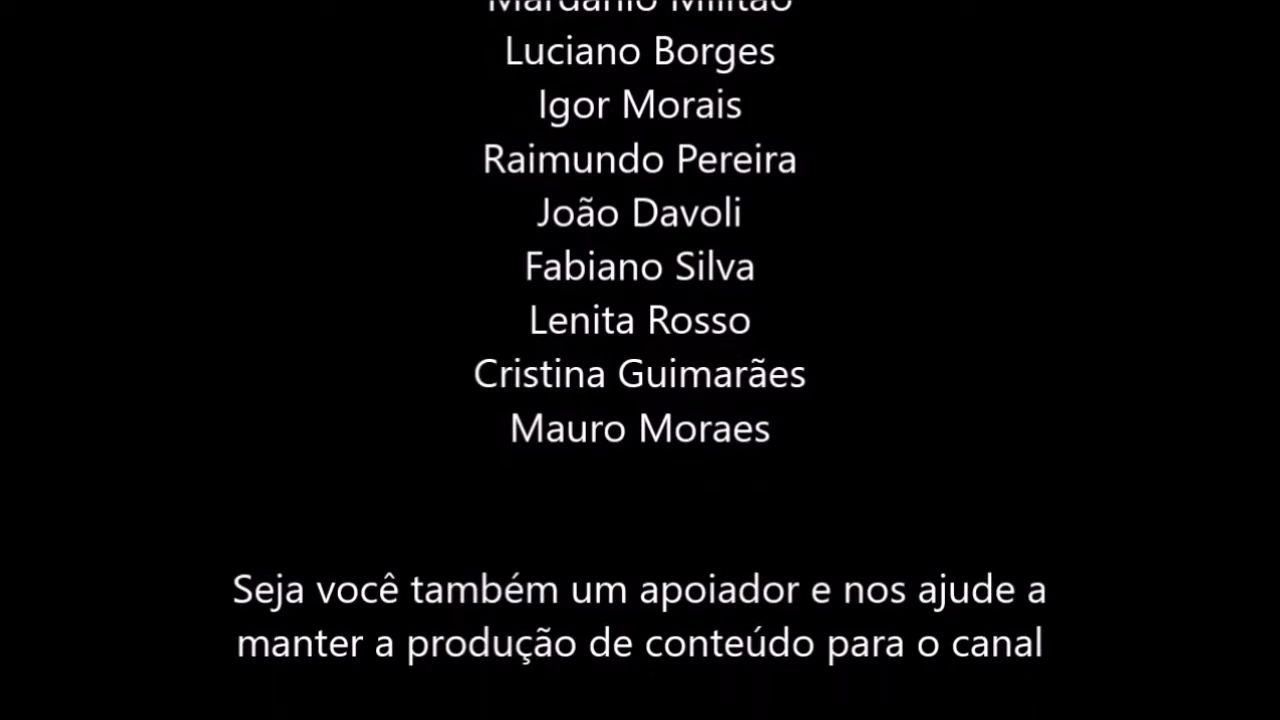 Luciano Borges
Igor Morais
Raimundo Pereira
João Davoli
Fabiano Silva
Lenita Rosso
Cristina Guimarães
Mauro Moraes
Seja você também um apoiador e nos ajude a
manter a produção de conteúdo para o canal